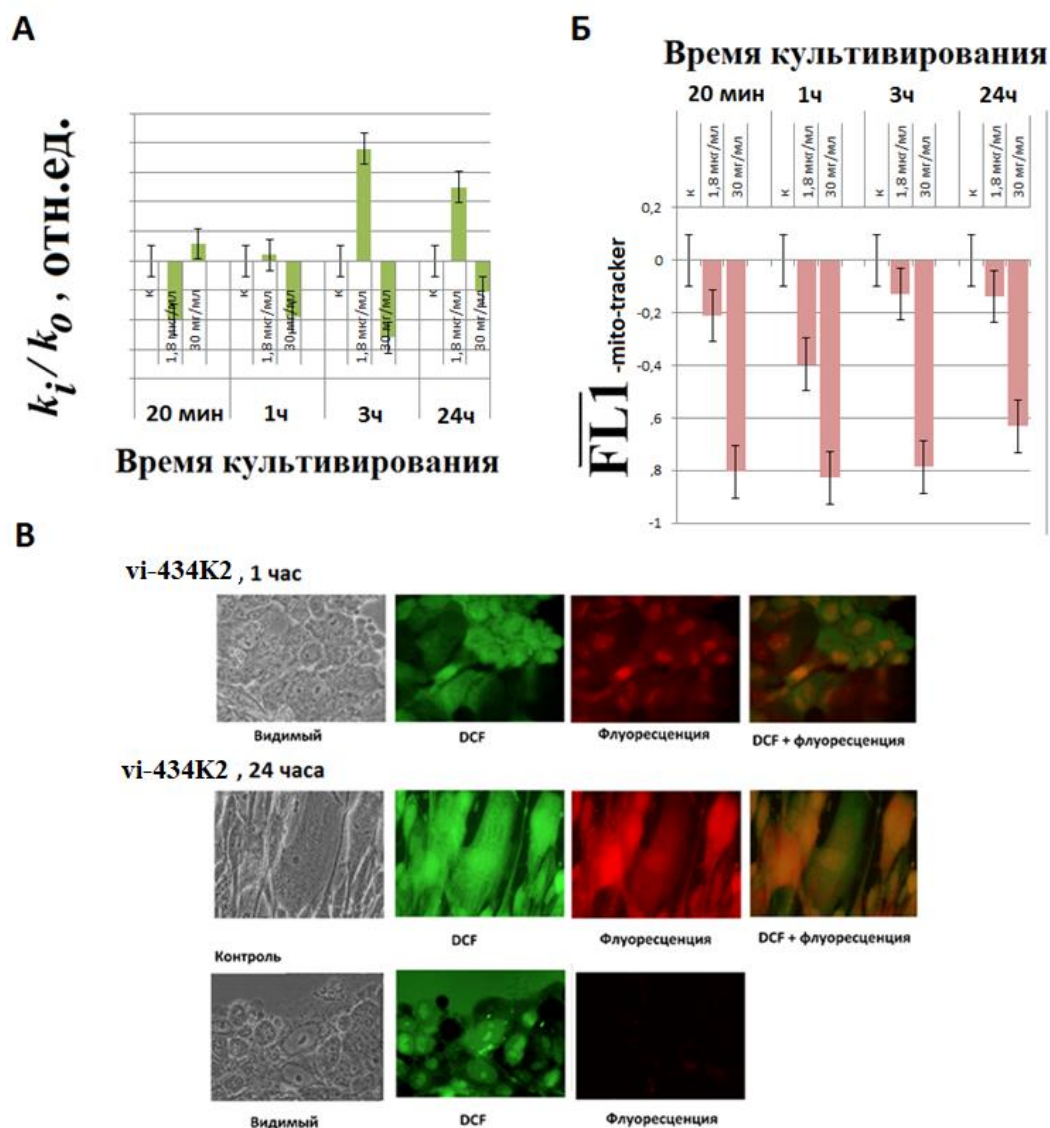 А
kᵢ / kₒ , отн.ед.
к
1,8 мкг/мл
30 мг/мл
к
1,8 мкг/мл
30 мг/мл
к
1,8 мкг/мл
30 мг/мл
к
1,8 мкг/мл
30 мг/мл
20 мин 1ч 3ч 24ч
Время культивирования
Б
Время культивирования
20 мин 1ч 3ч 24ч
к
1,8 мкг/мл
30 мг/мл
к
1,8 мкг/мл
30 мг/мл
к
1,8 мкг/мл
30 мг/мл
к
1,8 мкг/мл
30 мг/мл
0,2
0
-0,2
-0,4
,6
,8
-1
FL1 -mito-tracker
В
vi-434K2 , 1 час
Видимый DCF Флуоресценция DCF + флуоресценция
vi-434K2 , 24 часа
DCF Флуоресценция DCF + флуоресценция
Контроль
Видимый DCF Флуоресценция